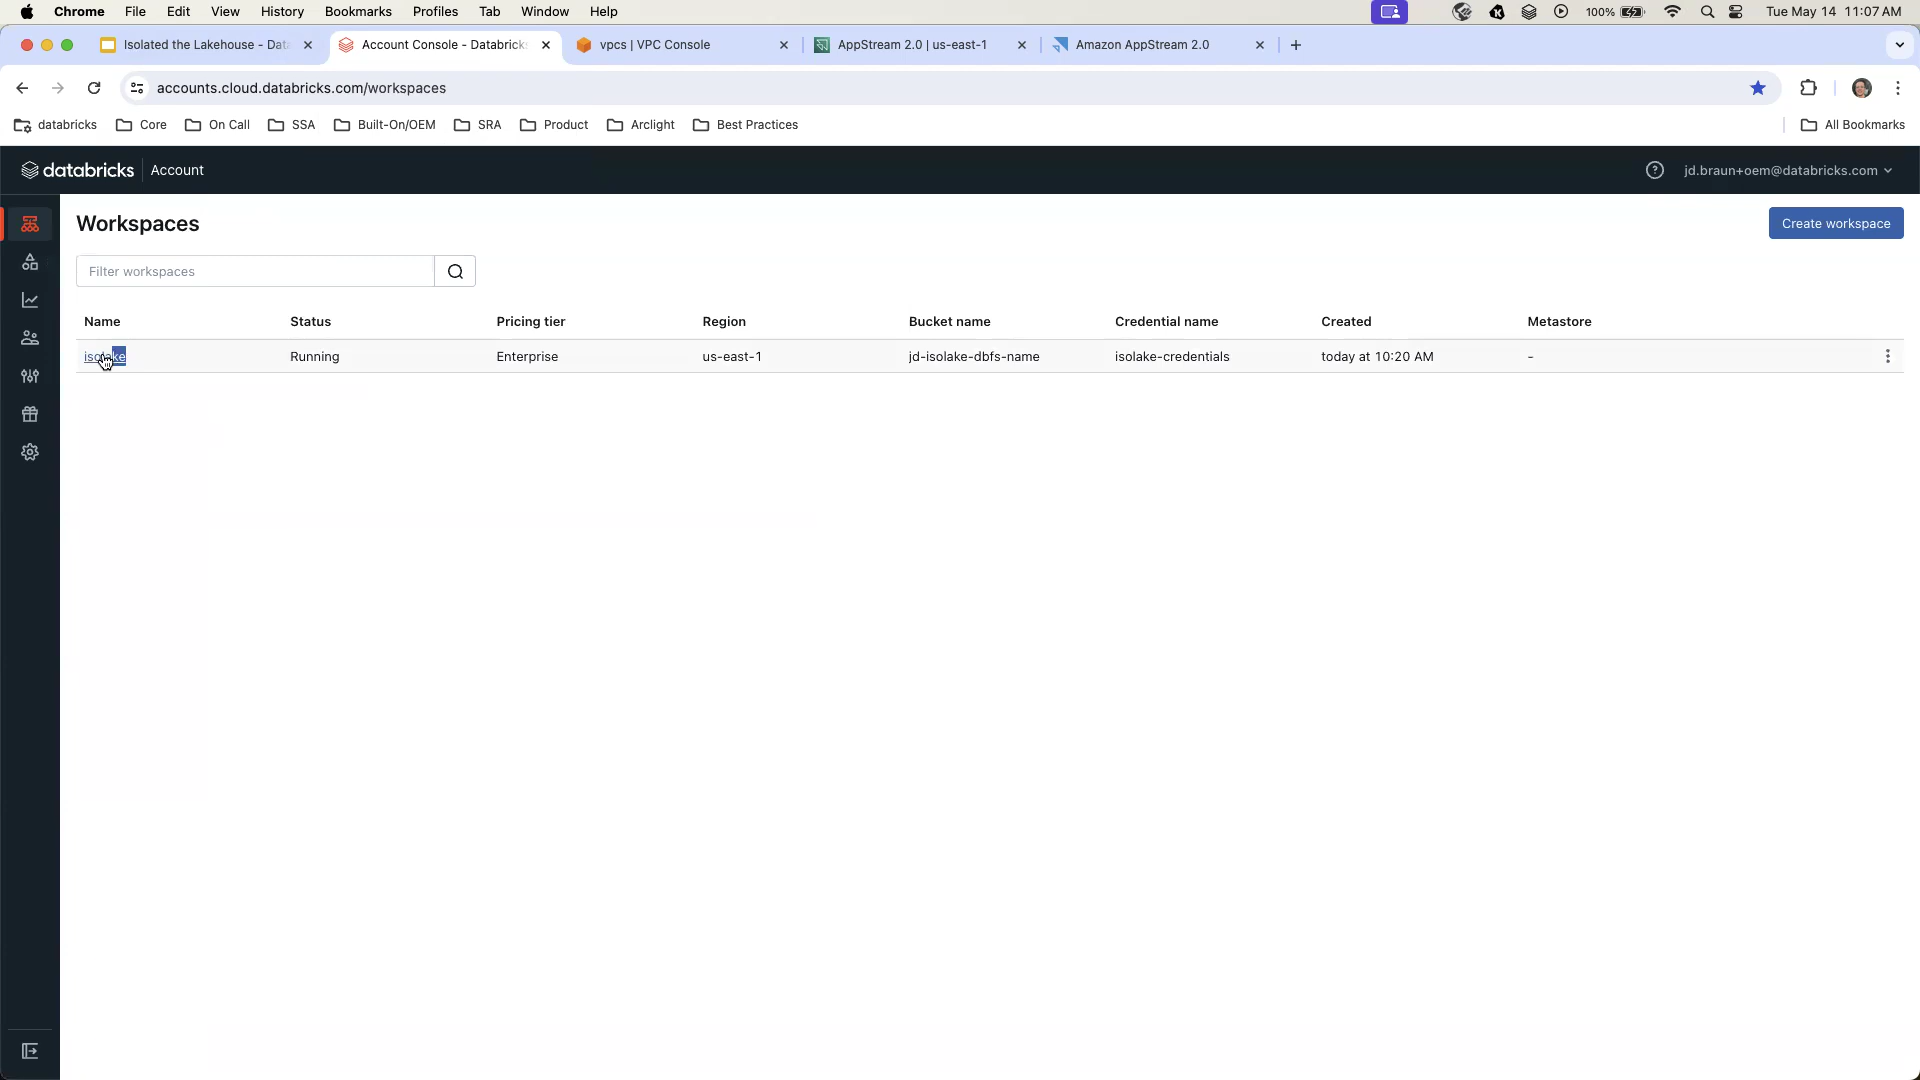 Chrome File Edit View History Bookmarks Profiles Tab Window Help 100% Tue May 14 11:07 AM
Isolated the Lakehouse - Data Account Console - Databricks vpcs | VPC Console AppStream 2.0 | us-east-1 Amazon AppStream 2.0
accounts.cloud.databricks.com/workspaces
databricks Core On Call SSA Built-On/OEM SRA Product Arclight Best Practices All Bookmarks
databricks Account jd.braun+oem@databricks.com
Workspaces Create workspace
Filter workspaces
Name Status Pricing tier Region Bucket name Credential name Created Metastore
isolake Running Enterprise us-east-1 jd-isolake-dbfs-name isolake-credentials today at 10:20 AM -